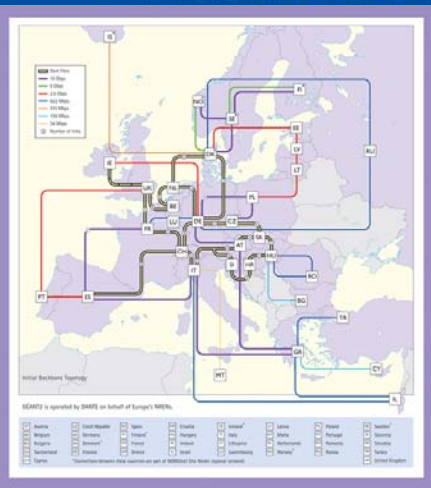 IS
Dark Fibre
10 Gbps
5 Gbps
2.5 Gbps
622 Mbps
310 Mbps
155 Mbps
34 Mbps
NO
SE
FI
EE
LV
LT
RU
DK
IE
UK
NL
BE
PL
LU
DE
CZ
FR
SK
CH
AT
HU
IT
SI
HR
RO
PT
ES
BG
TR
GR
MT
CY
IL
Initial Backbone Topology
GÉANT2 is operated by DANTE on behalf of Europe's NRENs.
Austria
Belgium
Bulgaria
Switzerland
Cyprus
Czech Republic
Germany
Denmark*
Estonia
Spain
Finland*
France
Greece
Croatia
Hungary
Ireland
Israel
Iceland*
Italy
Lithuania
Luxembourg
Latvia
Malta
Netherlands
Norway*
Poland
Portugal
Romania
Russia
Sweden*
Slovenia
Slovakia
Turkey
United Kingdom